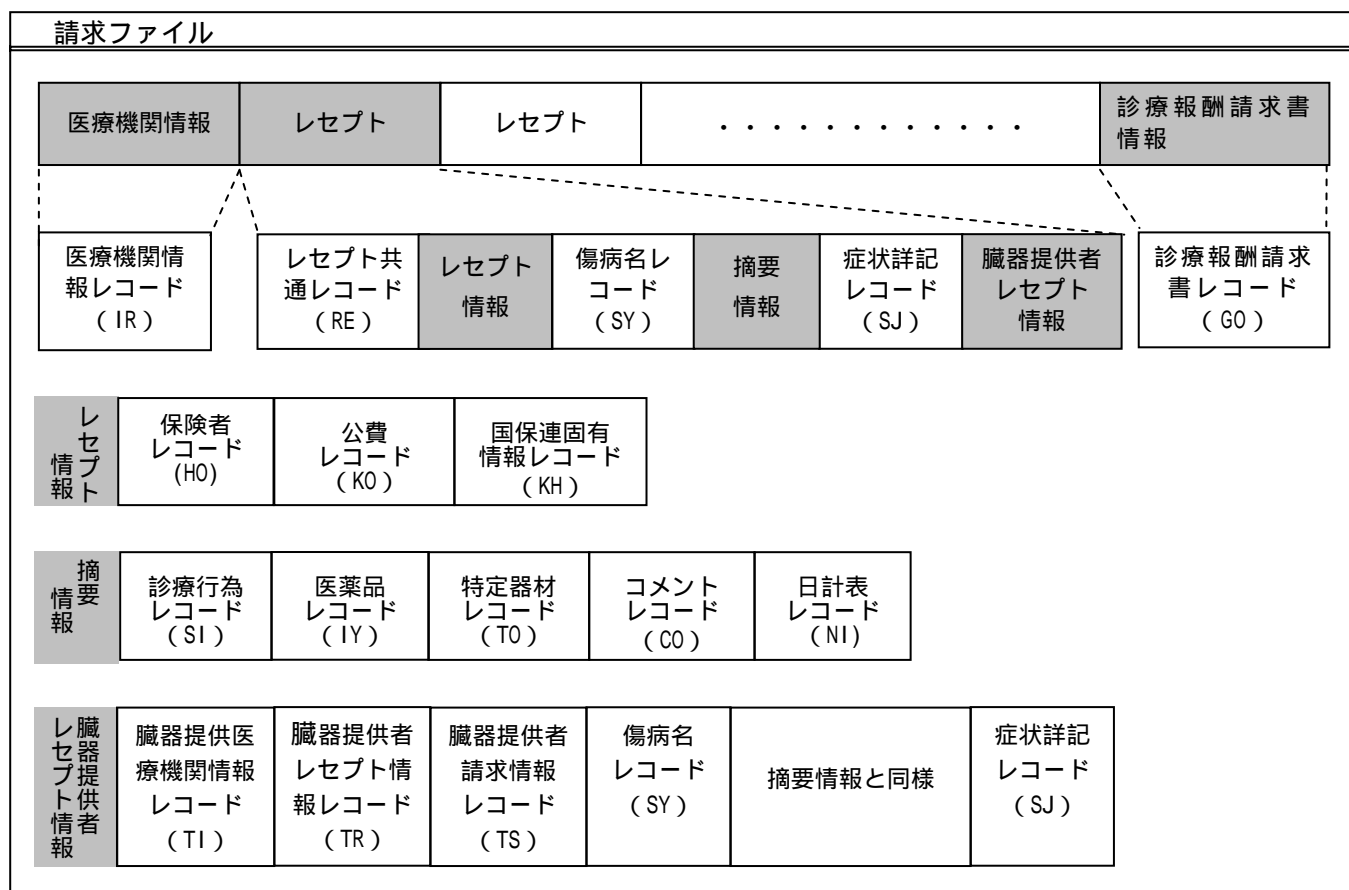 請求ファイル
医療機関情報
レセプト
レセプト
・・・・・・・・・・・・・
診療報酬請求書
情報
医療機関情
報レコード
(IR)
レセプト共
通レコード
(RE)
レセプト
情報
傷病名レ
コード
(SY)
摘要
情報
症状詳記
レコード
(SJ)
臓器提供者
レセプト
情報
診療報酬請求
書レコード
(GO)
レセプト
情報
保険者
レコード
(HO)
公費
レコード
(KO)
国保連固有
情報レコード
(KH)
摘要
情報
診療行為
レコード
(SI)
医薬品
レコード
(IY)
特定器材
レコード
(TO)
コメント
レコード
(CO)
日計表
レコード
(NI)
臓器提供者
レセプト情報
臓器提供医
療機関情報
レコード
(TI)
臓器提供者
レセプト情
報レコード
(TR)
臓器提供者
請求情報
レコード
(TS)
傷病名
レコード
(SY)
摘要情報と同様
症状詳記
レコード
(SJ)